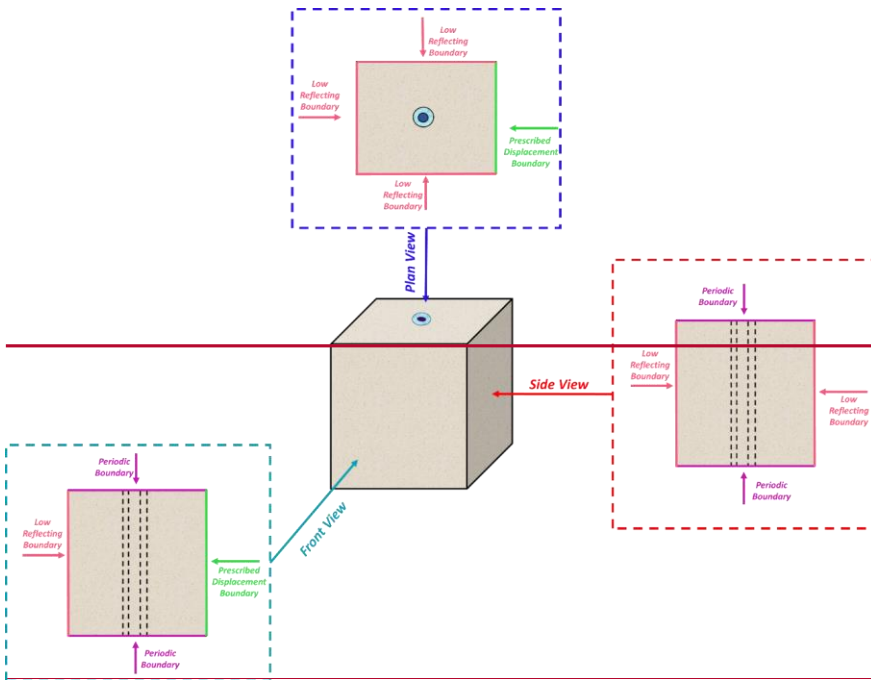 Low
Reflecting
Boundary
Low
Reflecting
Boundary
Prescribed
Displacement
Boundary
Low
Reflecting
Boundary
Plan View
Periodic
Boundary
Low
Reflecting
Boundary
Side View
Low
Reflecting
Boundary
Periodic
Boundary
Periodic
Boundary
Low
Reflecting
Boundary
Front View
Prescribed
Displacement
Boundary
Periodic
Boundary